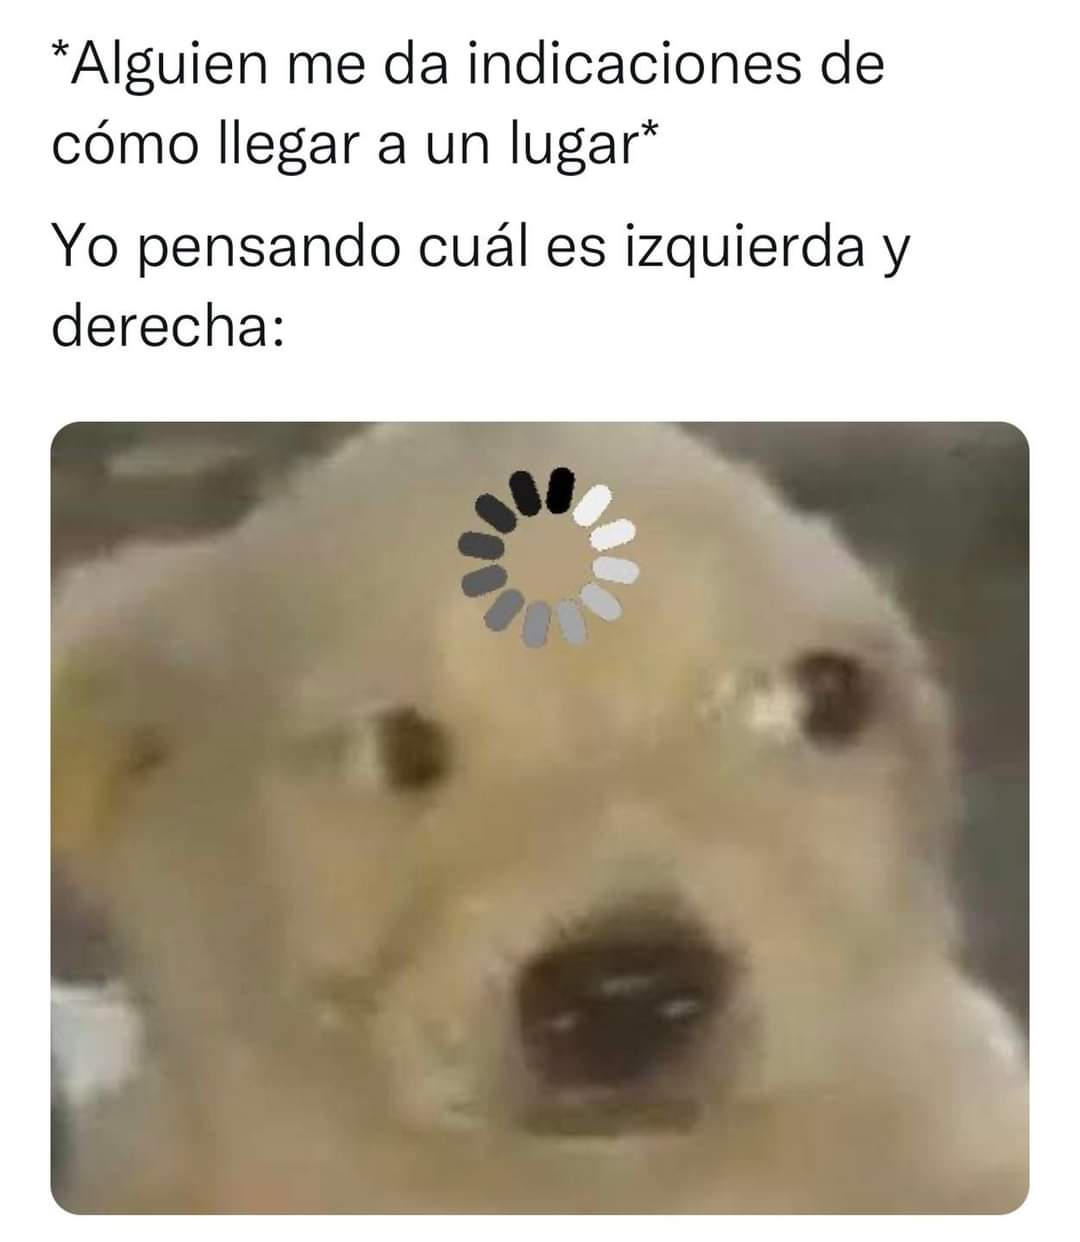 *Alguien me da indicaciones de
cómo llegar a un lugar*
Yo pensando cuál es izquierda y
derecha: